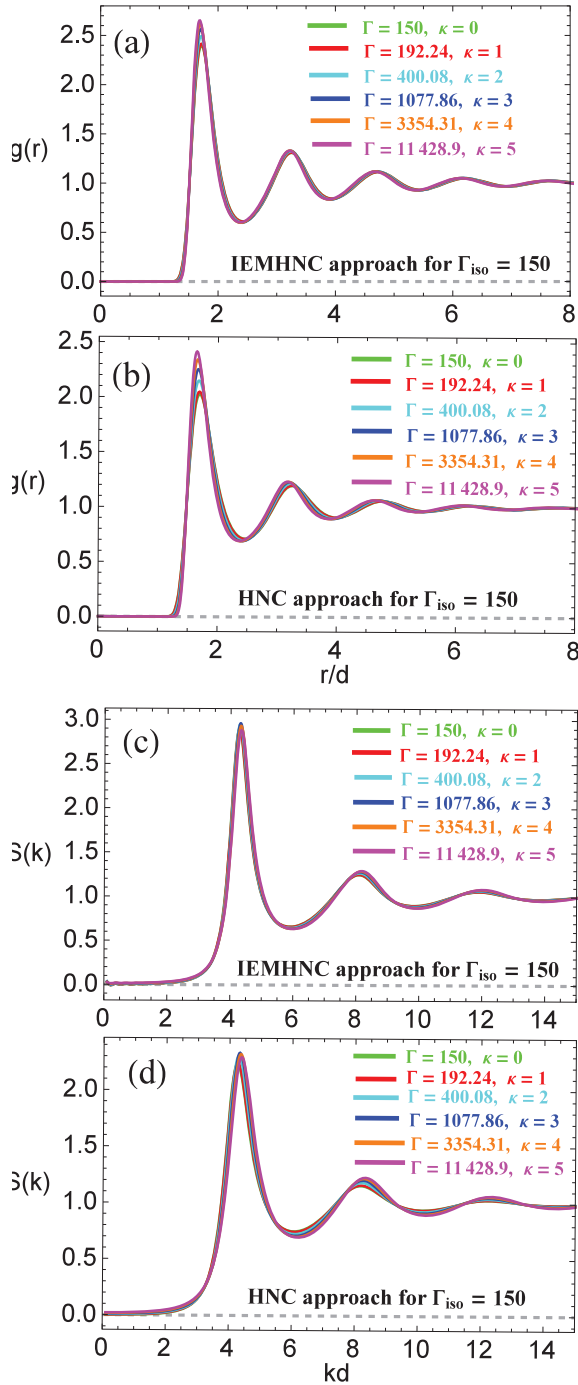 (a)
Γ = 150, κ = 0
Γ = 192.24, κ = 1
Γ = 400.08, κ = 2
Γ = 1077.86, κ = 3
Γ = 3354.31, κ = 4
Γ = 11 428.9, κ = 5
g(r)
2.5
2.0
1.5
1.0
0.5
0.0
IEMHNC approach for Γiso = 150
0 2 4 6 8
(b)
Γ = 150, κ = 0
Γ = 192.24, κ = 1
Γ = 400.08, κ = 2
Γ = 1077.86, κ = 3
Γ = 3354.31, κ = 4
Γ = 11 428.9, κ = 5
g(r)
2.5
2.0
1.5
1.0
0.5
0.0
HNC approach for Γiso = 150
0 2 4 6 8
r/d
(c)
Γ = 150, κ = 0
Γ = 192.24, κ = 1
Γ = 400.08, κ = 2
Γ = 1077.86, κ = 3
Γ = 3354.31, κ = 4
Γ = 11 428.9, κ = 5
S(k)
3.0
2.5
2.0
1.5
1.0
0.5
0.0
IEMHNC approach for Γiso = 150
0 2 4 6 8 10 12 14
(d)
Γ = 150, κ = 0
Γ = 192.24, κ = 1
Γ = 400.08, κ = 2
Γ = 1077.86, κ = 3
Γ = 3354.31, κ = 4
Γ = 11 428.9, κ = 5
S(k)
2.0
1.5
1.0
0.5
0.0
HNC approach for Γiso = 150
0 2 4 6 8 10 12 14
kd